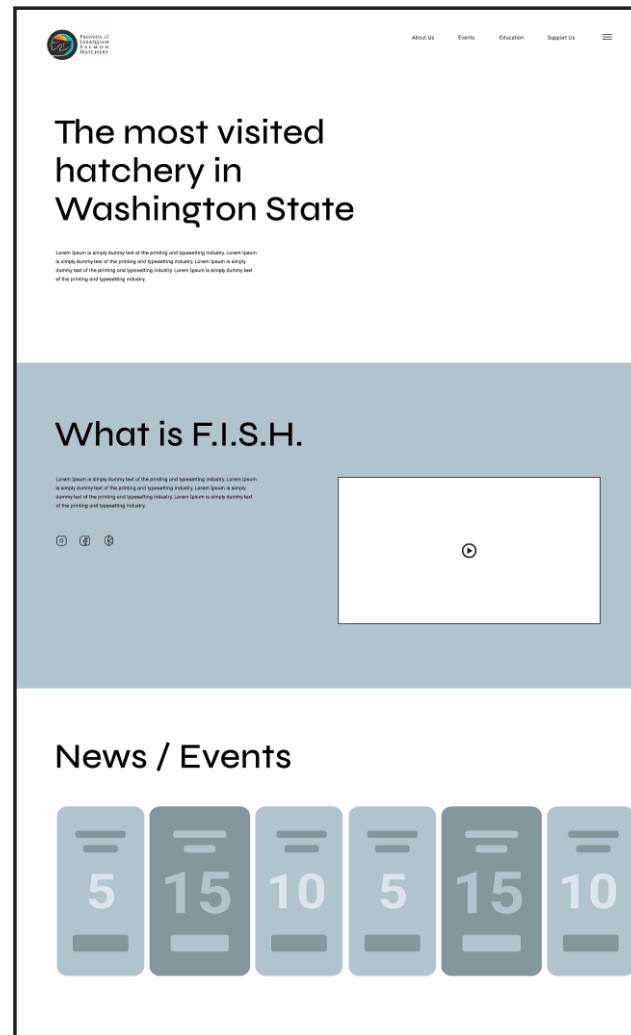 FRIENDS of
ISSAQUAH
SALMON
HATCHERY
About Us
Events
Education
Support Us
The most visited
hatchery in
Washington State
Lorem Ipsum is simply dummy text of the printing and typesetting industry. Lorem Ipsum
is simply dummy text of the printing and typesetting industry. Lorem Ipsum is simply
dummy text of the printing and typesetting industry. Lorem Ipsum is simply dummy text
of the printing and typesetting industry.
What is F.I.S.H.
Lorem Ipsum is simply dummy text of the printing and typesetting industry. Lorem Ipsum
is simply dummy text of the printing and typesetting industry. Lorem Ipsum is simply
dummy text of the printing and typesetting industry. Lorem Ipsum is simply dummy text
of the printing and typesetting industry.
News / Events
5
15
10
5
15
10